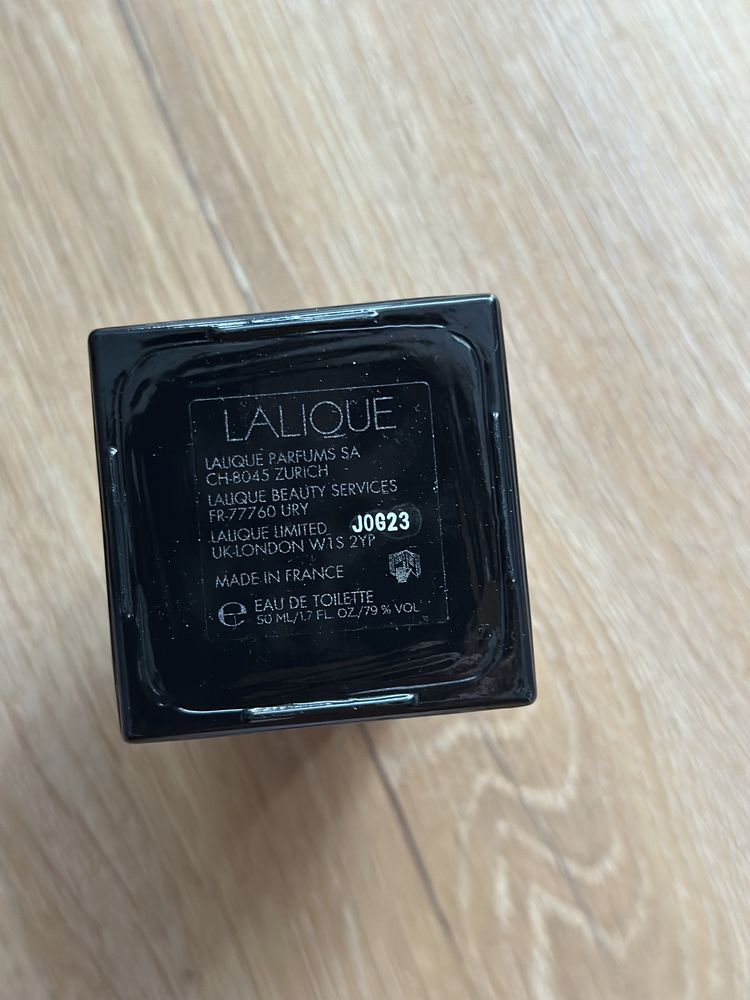 LALIQUE
LALIQUE PARFUMS SA
CH-8045 ZURICH
LALIQUE BEAUTY SERVICES
FR-77760 URY
LALIQUE LIMITED
UK-LONDON W1S 2YP
J0G23
MADE IN FRANCE
e EAU DE TOILETTE
50 ML/1.7 FL. OZ./79 % VOL